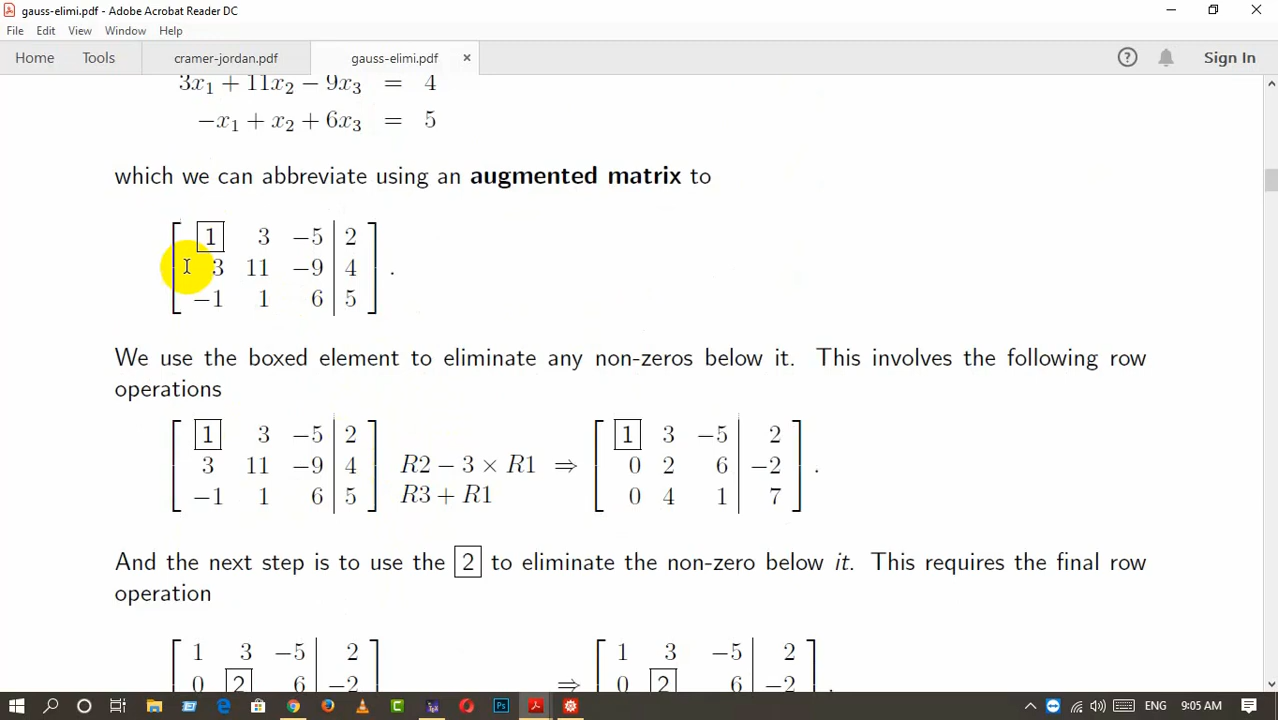 gauss-elimi.pdf - Adobe Acrobat Reader DC
File Edit View Window Help
Home Tools cramer-jordan.pdf gauss-elimi.pdf × Sign In
3x₁ + 11x₂ − 9x₃ = 4
−x₁ + x₂ + 6x₃ = 5
which we can abbreviate using an augmented matrix to
1 3 −5 2
3 11 −9 4 .
−1 1 6 5
We use the boxed element to eliminate any non-zeros below it. This involves the following row
operations
1 3 −5 2 1 3 −5 2
3 11 −9 4 R2 − 3 × R1 ⇒ 0 2 6 −2 .
−1 1 6 5 R3 + R1 0 4 1 7
And the next step is to use the 2 to eliminate the non-zero below it. This requires the final row
operation
1 3 −5 2 1 3 −5 2
0 2 6 −2 ⇒ 0 2 6 −2 .
ENG 9:05 AM